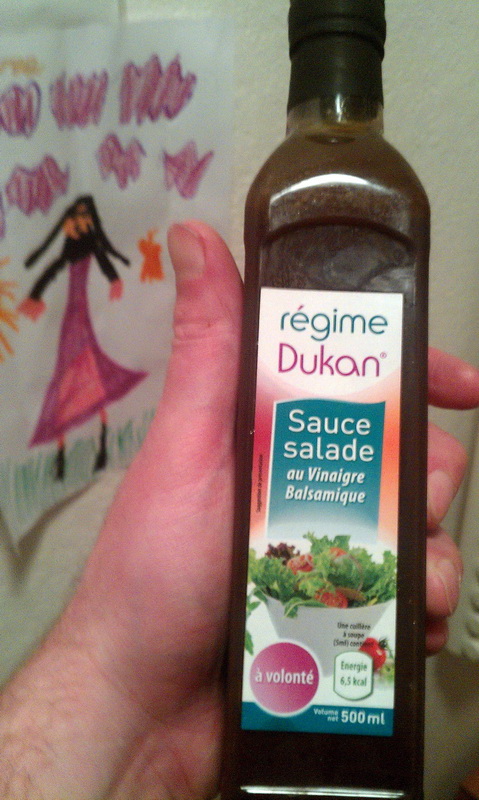 régime
Dukan®
Sauce
salade
au Vinaigre
Balsamique
Une cuillère
à soupe
(5ml) contient
Energie
6,5 kcal
à volonté
Volume
net 500 ml